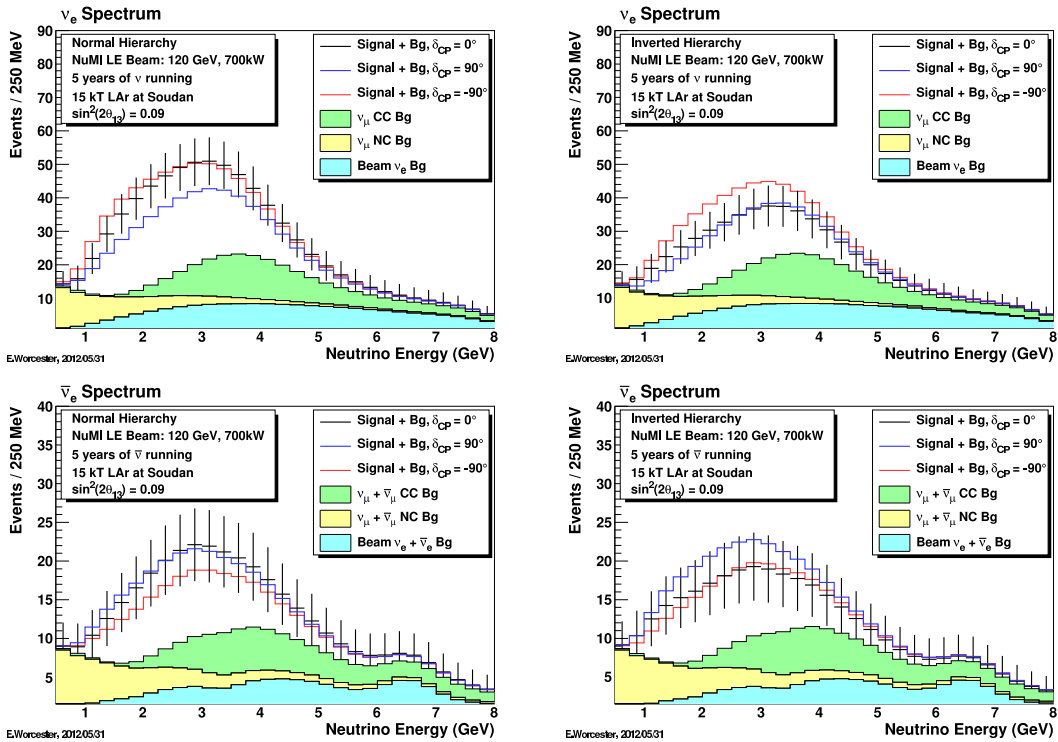 νe Spectrum
Events / 250 MeV
90
80
70
60
50
40
30
20
10
Normal Hierarchy
NuMI LE Beam: 120 GeV, 700kW
5 years of ν running
15 kT LAr at Soudan
sin²(2θ₁₃) = 0.09
Signal + Bg, δCP = 0°
Signal + Bg, δCP = 90°
Signal + Bg, δCP = -90°
νμ CC Bg
νμ NC Bg
Beam νe Bg
1 2 3 4 5 6 7 8
Neutrino Energy (GeV)
E.Worcester, 2012.05/31
νe Spectrum
Events / 250 MeV
90
80
70
60
50
40
30
20
10
Inverted Hierarchy
NuMI LE Beam: 120 GeV, 700kW
5 years of ν running
15 kT LAr at Soudan
sin²(2θ₁₃) = 0.09
Signal + Bg, δCP = 0°
Signal + Bg, δCP = 90°
Signal + Bg, δCP = -90°
νμ CC Bg
νμ NC Bg
Beam νe Bg
1 2 3 4 5 6 7 8
Neutrino Energy (GeV)
E.Worcester, 2012.05/31
ν̅e Spectrum
Events / 250 MeV
40
35
30
25
20
15
10
5
Normal Hierarchy
NuMI LE Beam: 120 GeV, 700kW
5 years of ν̅ running
15 kT LAr at Soudan
sin²(2θ₁₃) = 0.09
Signal + Bg, δCP = 0°
Signal + Bg, δCP = 90°
Signal + Bg, δCP = -90°
νμ + ν̅μ CC Bg
νμ + ν̅μ NC Bg
Beam νe + ν̅e Bg
1 2 3 4 5 6 7 8
Neutrino Energy (GeV)
E.Worcester, 2012.05/31
ν̅e Spectrum
Events / 250 MeV
40
35
30
25
20
15
10
5
Inverted Hierarchy
NuMI LE Beam: 120 GeV, 700kW
5 years of ν̅ running
15 kT LAr at Soudan
sin²(2θ₁₃) = 0.09
Signal + Bg, δCP = 0°
Signal + Bg, δCP = 90°
Signal + Bg, δCP = -90°
νμ + ν̅μ CC Bg
νμ + ν̅μ NC Bg
Beam νe + ν̅e Bg
1 2 3 4 5 6 7 8
Neutrino Energy (GeV)
E.Worcester, 2012.05/31